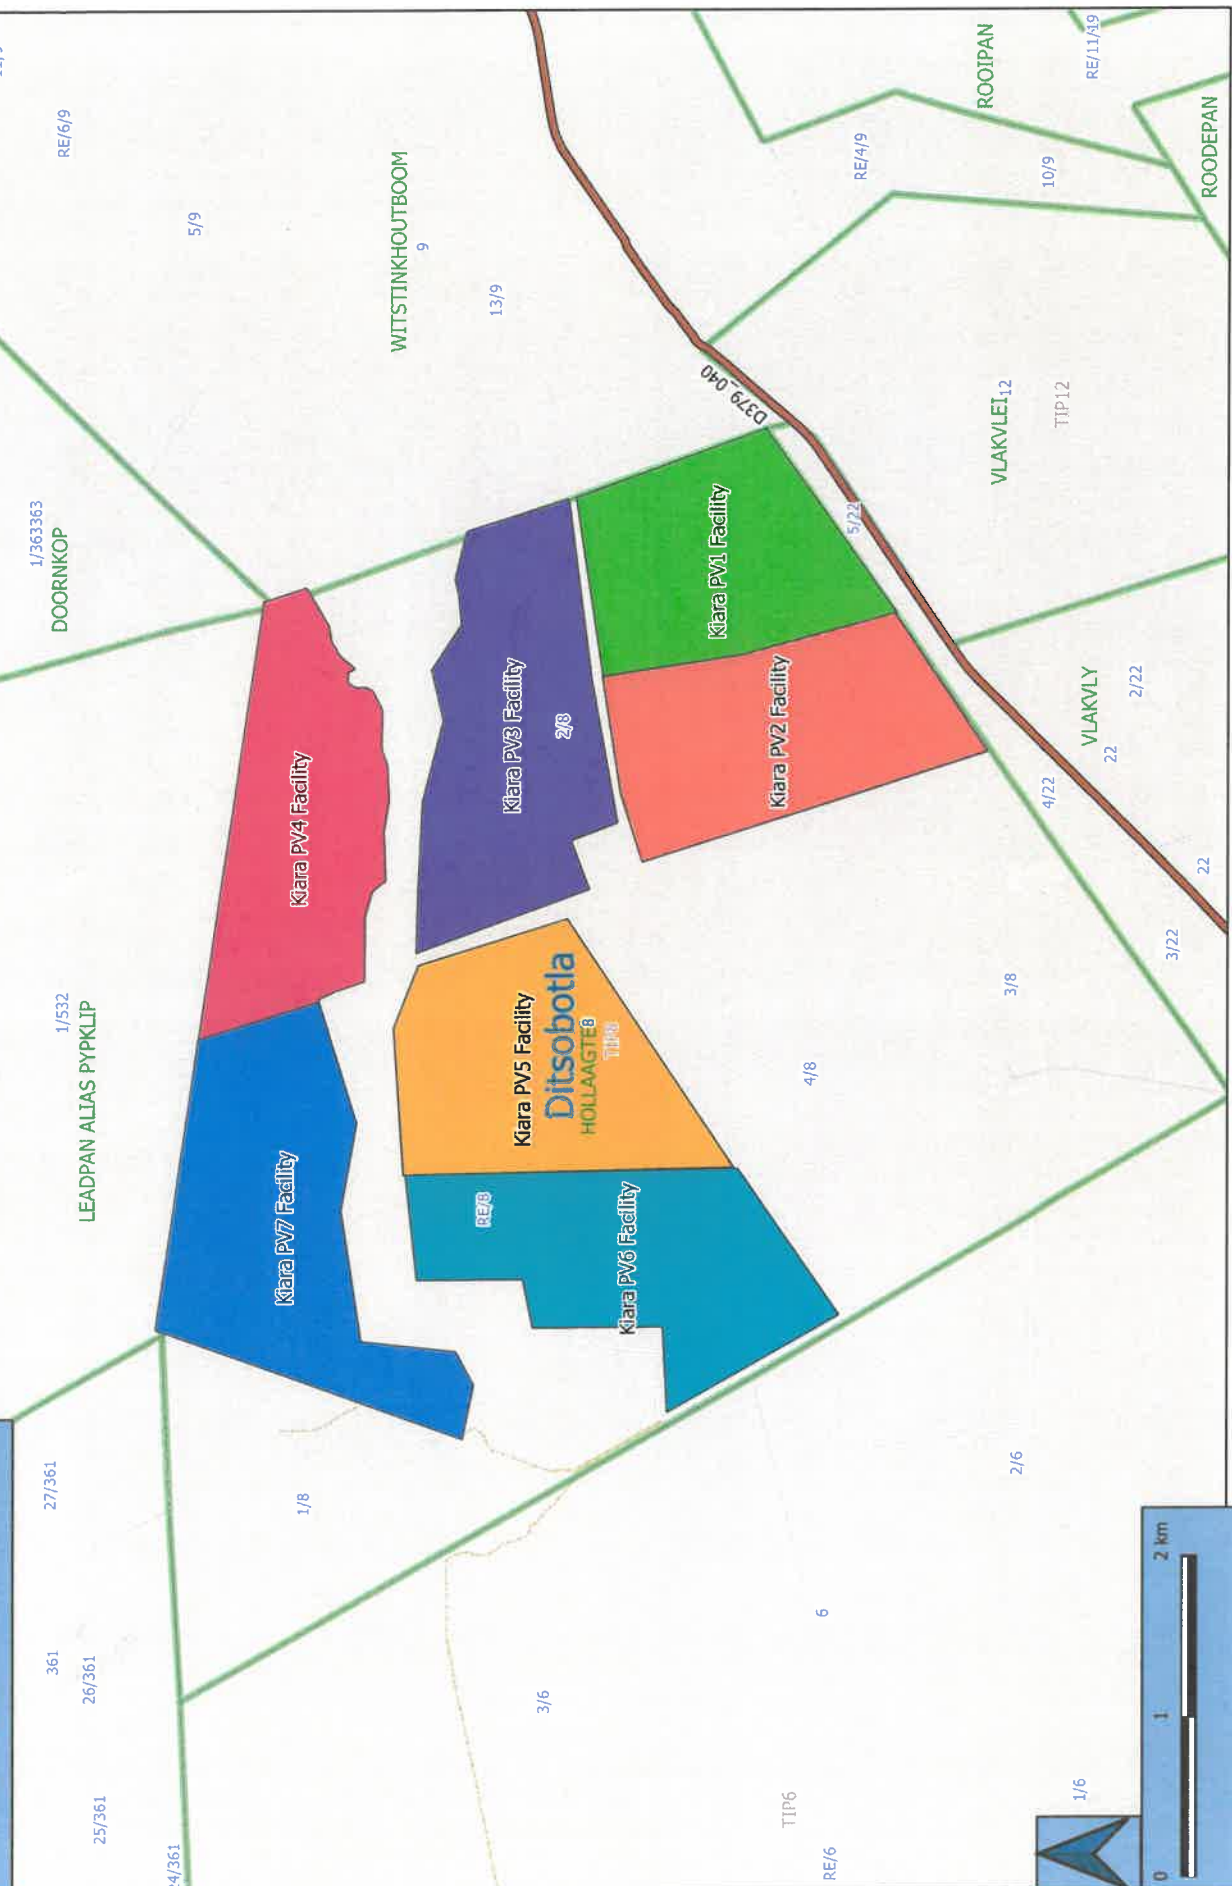 RE/6/9
5/9
WITSTINKHOUTBOOM
9
13/9
ROOIPAN
RE/11/19
RE/4/9
10/9
ROODEPAN
1/363363
DOORNKOP
D379_040
VLAKVLEI12
TIP12
5/22
Kiara PV1 Facility
Kiara PV3 Facility
2/8
Kiara PV2 Facility
Kiara PV4 Facility
VLAKVLY
2/22
22
4/22
22
3/22
1/532
LEADPAN ALIAS PYPKLIP
Kiara PV5 Facility
Ditsobotla
HOLLAAGTE8
TIP8
3/8
4/8
Kiara PV7 Facility
RE/8
Kiara PV6 Facility
27/361
1/8
2/6
361
26/361
3/6
6
25/361
24/361
TIP6
RE/6
1/6
0 1 2 km